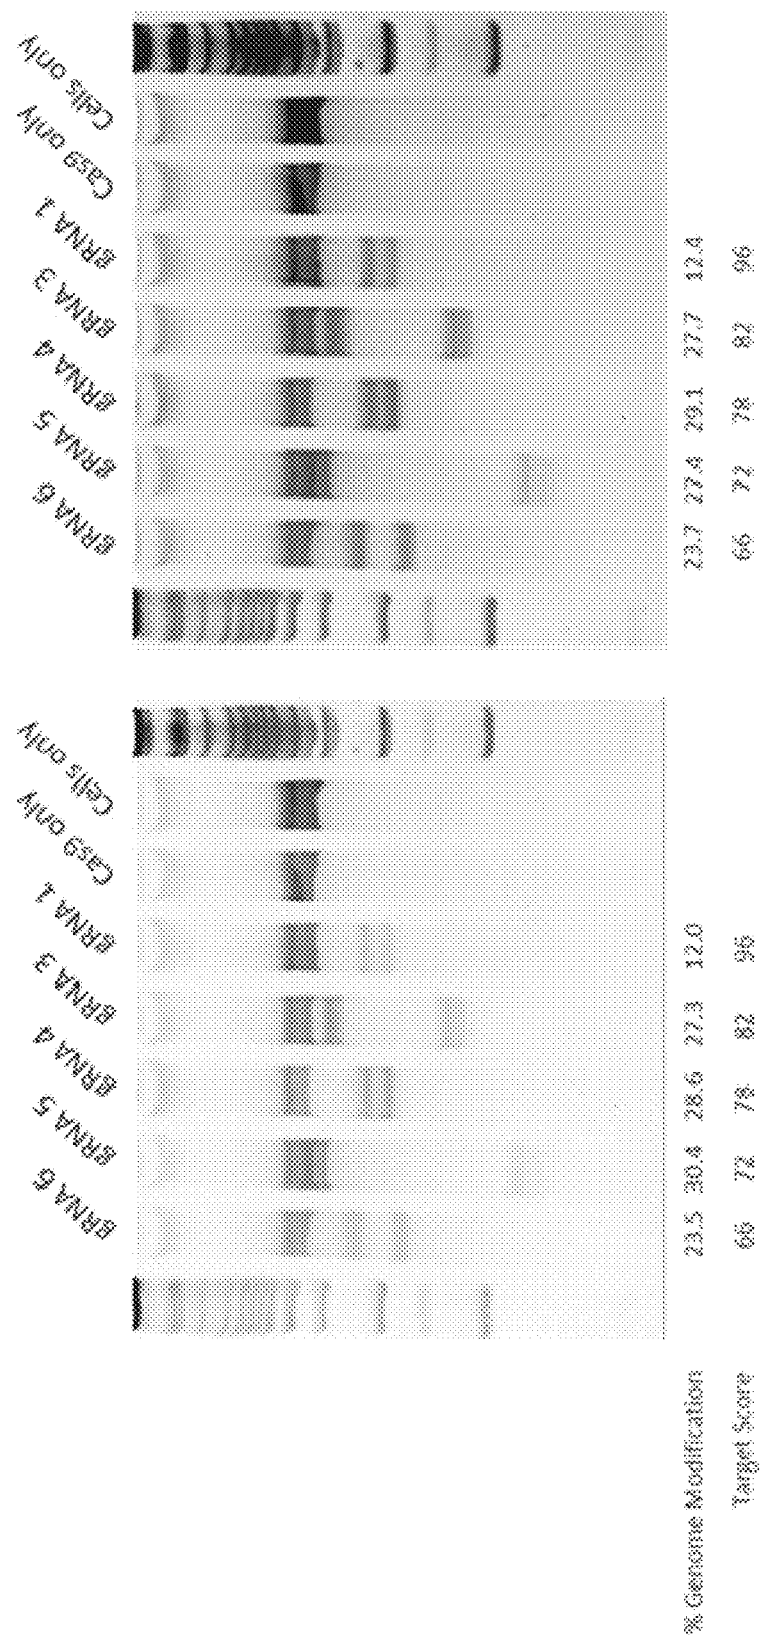 gRNA 6
gRNA 5
gRNA 4
gRNA 3
gRNA 1
Cas9 only
Cells only
gRNA 6
gRNA 5
gRNA 4
gRNA 3
gRNA 1
Cas9 only
Cells only
% Genome Modification 23.5 30.4 28.6 27.3 12.0 23.7 27.4 29.1 27.7 12.4
Target Score 66 72 78 82 96 66 72 78 82 96